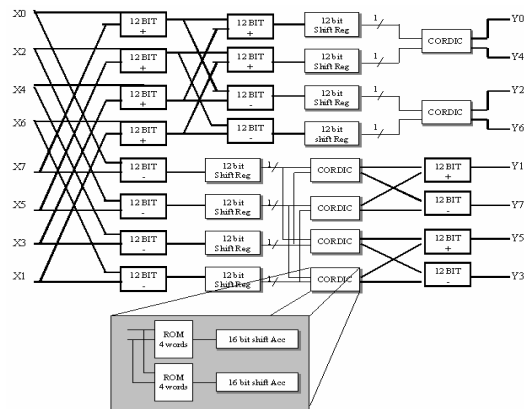 X0 12 BIT + 12 BIT + 12 bit Shift Reg 1 CORDIC Y0
X2 12 BIT + 12 BIT + 12 bit Shift Reg 1 Y4
X4 12 BIT + 12 BIT - 12 bit Shift Reg 1 CORDIC Y2
X6 12 BIT + 12 BIT - 12 bit shift Reg 1 Y6
X7 12 BIT - 12 bit Shift Reg 1 CORDIC 12 BIT + Y1
X5 12 BIT - 12 bit Shift Reg 1 CORDIC 12 BIT - Y7
X3 12 BIT - 12 bit Shift Reg 1 CORDIC 12 BIT + Y5
X1 12 BIT - 12 bit Shift Reg 1 CORDIC 12 BIT - Y3
ROM 4 words 16 bit shift Acc
ROM 4 words 16 bit shift Acc